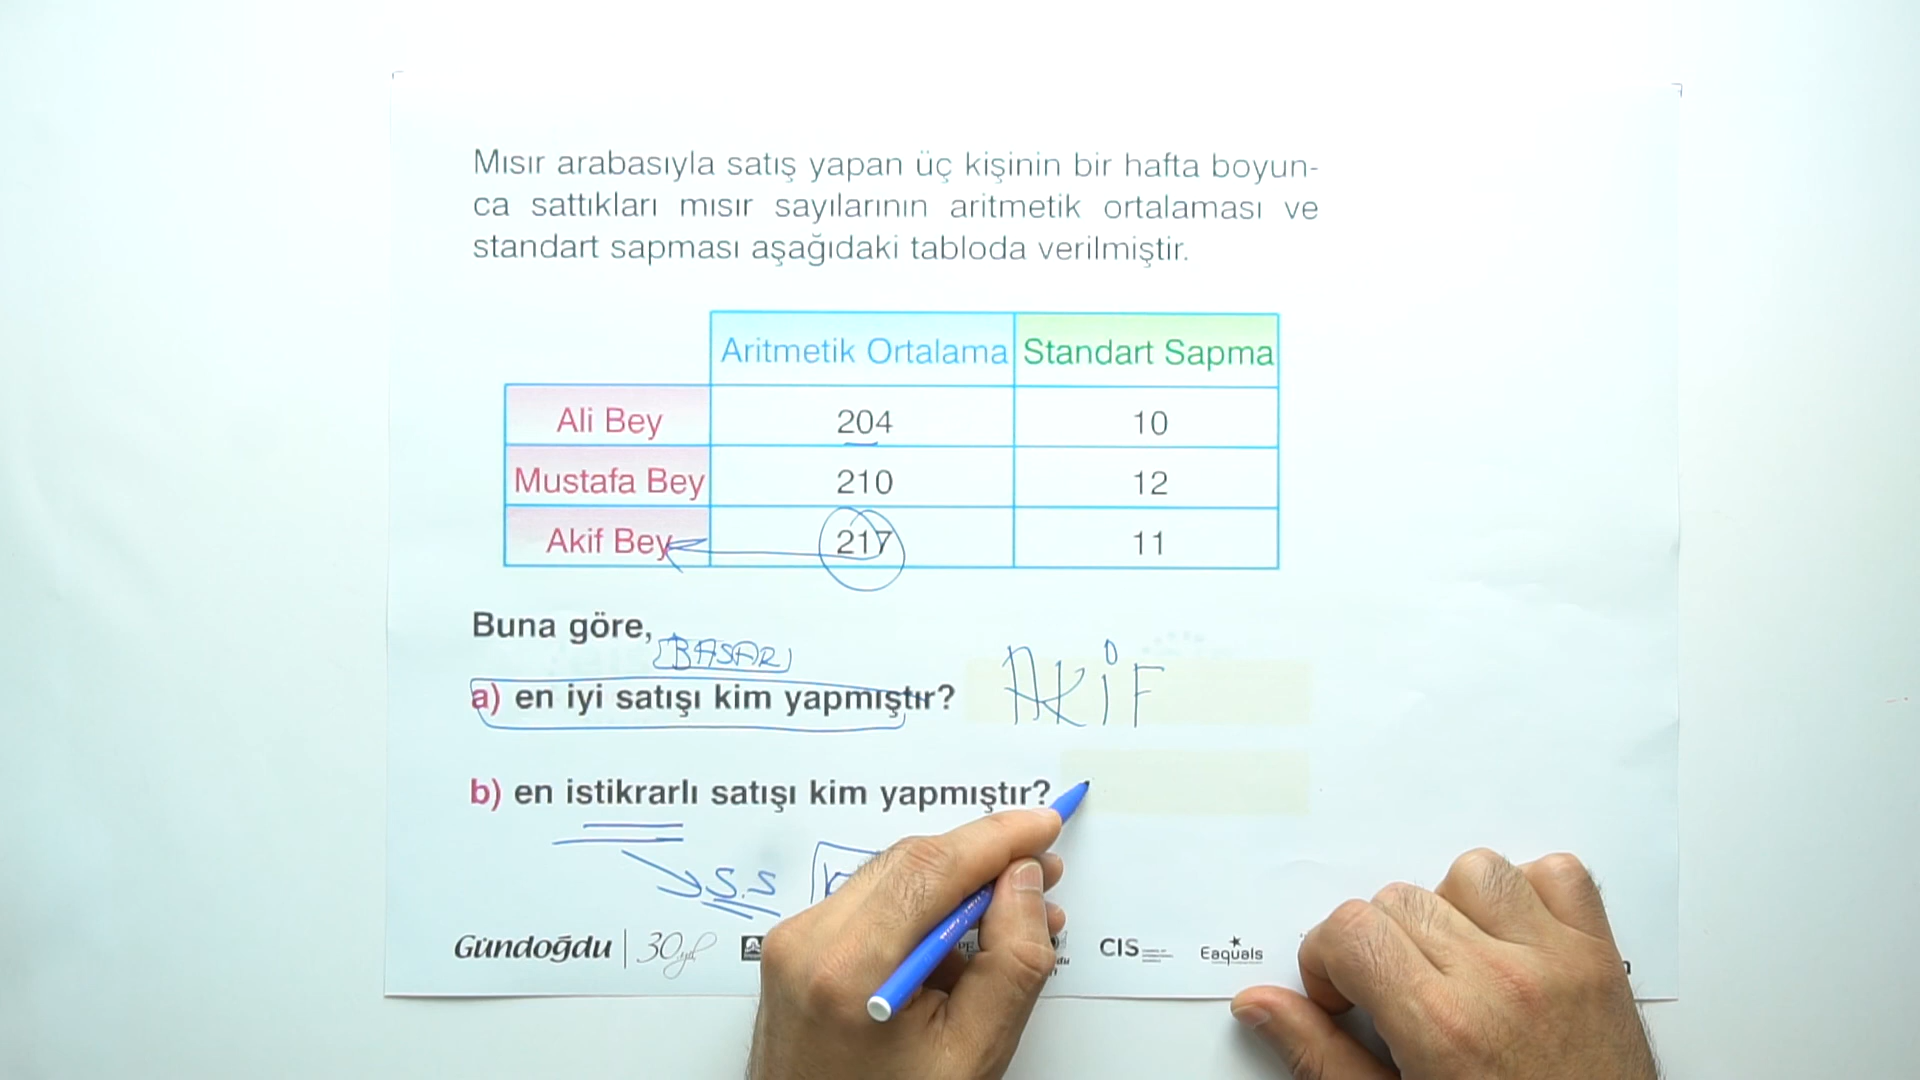 Mısır arabasıyla satış yapan üç kişinin bir hafta boyun-
ca sattıkları mısır sayılarının aritmetik ortalaması ve
standart sapması aşağıdaki tabloda verilmiştir.
Aritmetik Ortalama Standart Sapma
Ali Bey 204 10
Mustafa Bey 210 12
Akif Bey 217 11
Buna göre,
BAŞARI
a) en iyi satışı kim yapmıştır? AKİF
b) en istikrarlı satışı kim yapmıştır?
S.S
Gündoğdu 30.yıl CIS Eaquals